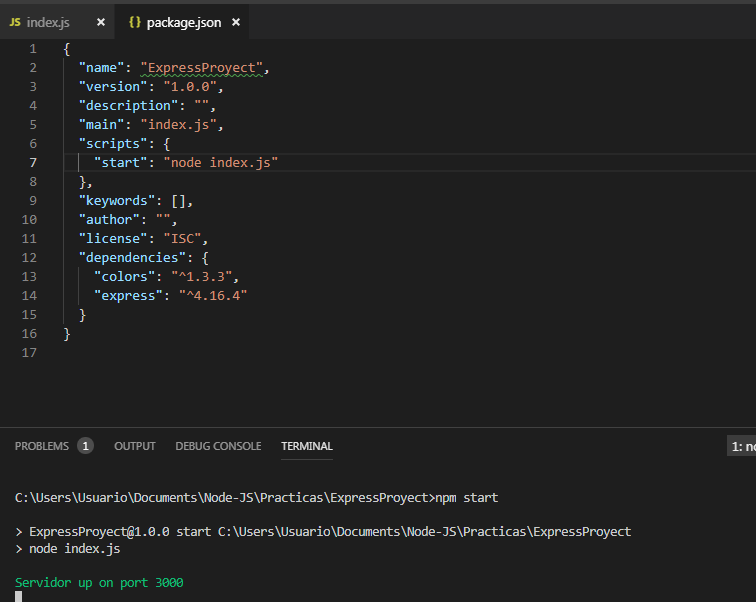 JS index.js × {} package.json ×
1 {
2 "name": "ExpressProyect",
3 "version": "1.0.0",
4 "description": "",
5 "main": "index.js",
6 "scripts": {
7 "start": "node index.js"
8 },
9 "keywords": [],
10 "author": "",
11 "license": "ISC",
12 "dependencies": {
13 "colors": "^1.3.3",
14 "express": "^4.16.4"
15 }
16 }
17
PROBLEMS 1 OUTPUT DEBUG CONSOLE TERMINAL 1: no
C:\Users\Usuario\Documents\Node-JS\Practicas\ExpressProyect>npm start
> ExpressProyect@1.0.0 start C:\Users\Usuario\Documents\Node-JS\Practicas\ExpressProyect
> node index.js
Servidor up on port 3000